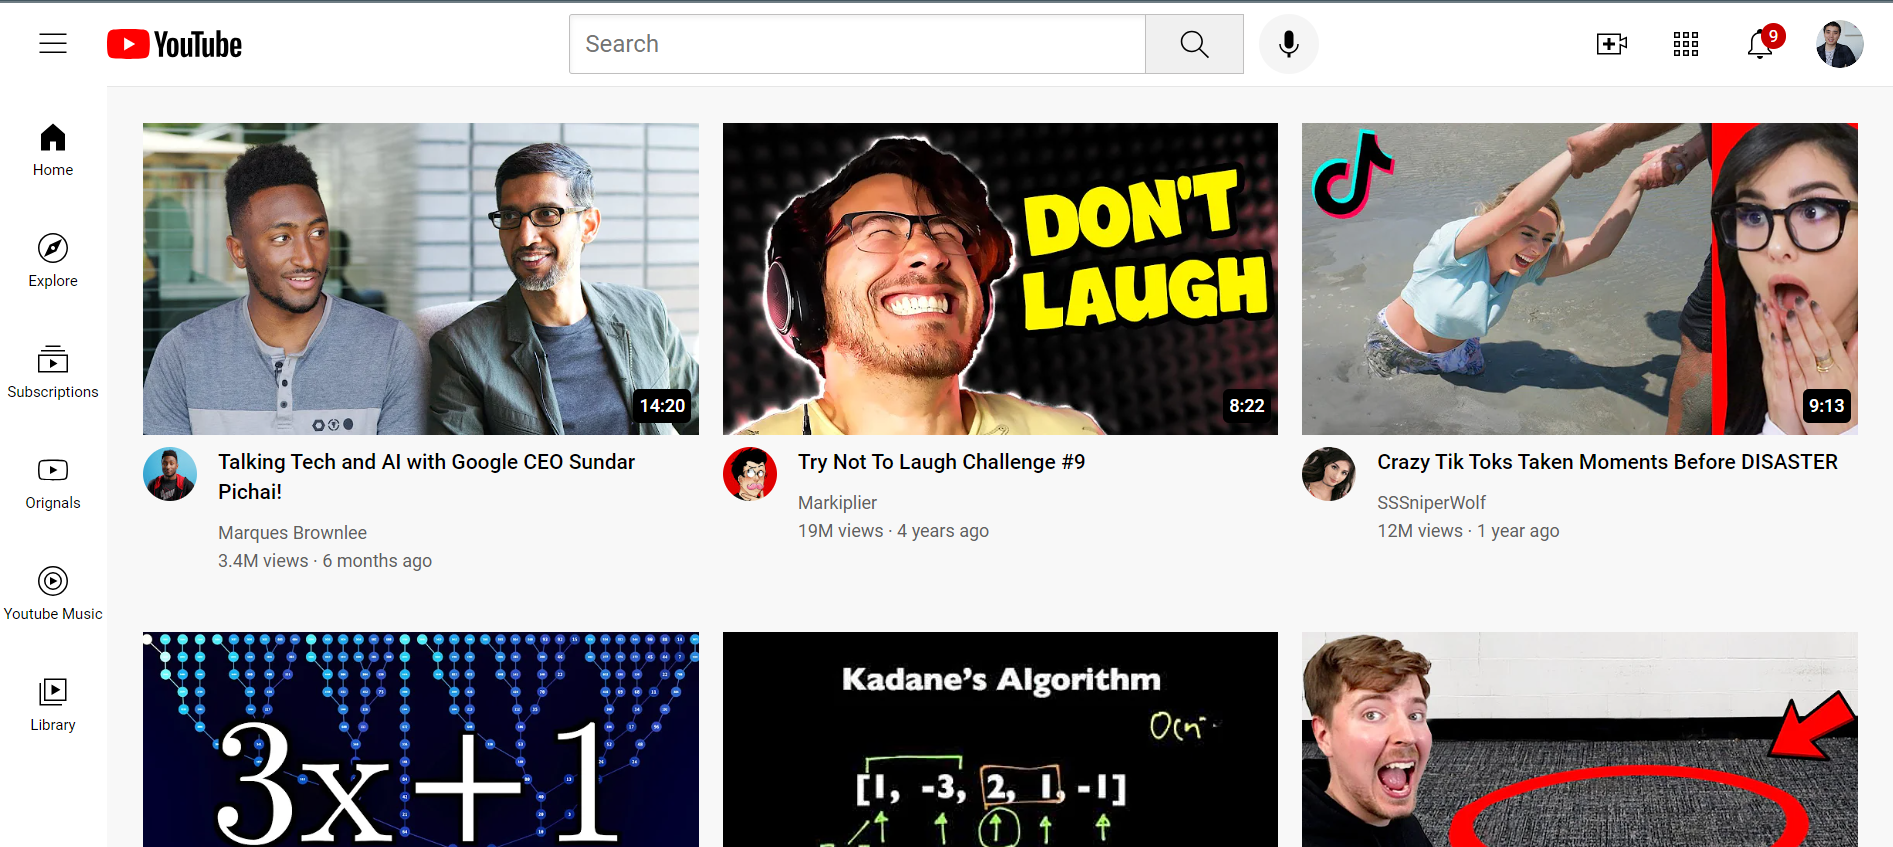 YouTube
Search
9
Home
Explore
Subscriptions
Orignals
Youtube Music
Library
14:20
DON'T
LAUGH
8:22
9:13
Talking Tech and AI with Google CEO Sundar
Pichai!
Marques Brownlee
3.4M views · 6 months ago
Try Not To Laugh Challenge #9
Markiplier
19M views · 4 years ago
Crazy Tik Toks Taken Moments Before DISASTER
SSSniperWolf
12M views · 1 year ago
3x+1
Kadane's Algorithm
[1, -3, 2, 1, -1]